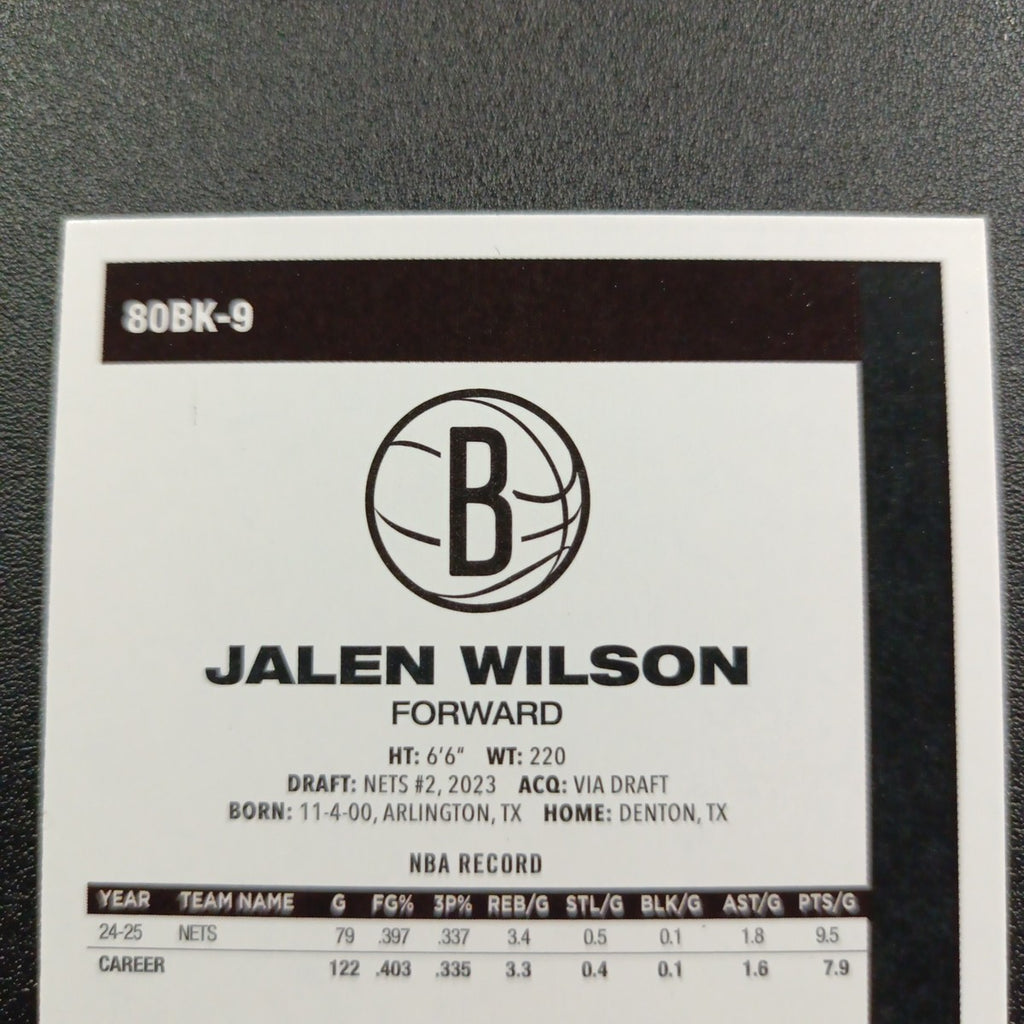 80BK-9
B
JALEN WILSON
FORWARD
HT: 6'6" WT: 220
DRAFT: NETS #2, 2023 ACQ: VIA DRAFT
BORN: 11-4-00, ARLINGTON, TX HOME: DENTON, TX
NBA RECORD
YEAR TEAM NAME G FG% 3P% REB/G STL/G BLK/G AST/G PTS/G
24-25 NETS 79 .397 .337 3.4 0.5 0.1 1.8 9.5
CAREER 122 .403 .335 3.3 0.4 0.1 1.6 7.9